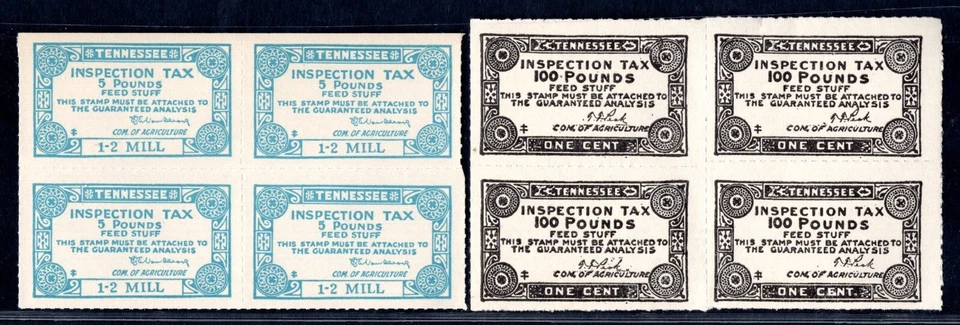 TENNESSEE
INSPECTION TAX
5 POUNDS
FEED STUFF
THIS STAMP MUST BE ATTACHED TO
THE GUARANTEED ANALYSIS
‡ COM. OF AGRICULTURE
1-2 MILL
TENNESSEE
INSPECTION TAX
5 POUNDS
FEED STUFF
THIS STAMP MUST BE ATTACHED TO
THE GUARANTEED ANALYSIS
‡ COM. OF AGRICULTURE
1-2 MILL
TENNESSEE
INSPECTION TAX
100 POUNDS
FEED STUFF
THIS STAMP MUST BE ATTACHED TO
THE GUARANTEED ANALYSIS
T.F. Peck
‡ COM. OF AGRICULTURE
ONE CENT
TENNESSEE
INSPECTION TAX
100 POUNDS
FEED STUFF
THIS STAMP MUST BE ATTACHED TO
THE GUARANTEED ANALYSIS
T.F. Peck
‡ COM. OF AGRICULTURE
ONE CENT
TENNESSEE
INSPECTION TAX
5 POUNDS
FEED STUFF
THIS STAMP MUST BE ATTACHED TO
THE GUARANTEED ANALYSIS
‡ COM. OF AGRICULTURE
1-2 MILL
TENNESSEE
INSPECTION TAX
5 POUNDS
FEED STUFF
THIS STAMP MUST BE ATTACHED TO
THE GUARANTEED ANALYSIS
‡ COM. OF AGRICULTURE
1-2 MILL
TENNESSEE
INSPECTION TAX
100 POUNDS
FEED STUFF
THIS STAMP MUST BE ATTACHED TO
THE GUARANTEED ANALYSIS
T.F. Peck
‡ COM. OF AGRICULTURE
ONE CENT
TENNESSEE
INSPECTION TAX
100 POUNDS
FEED STUFF
THIS STAMP MUST BE ATTACHED TO
THE GUARANTEED ANALYSIS
T.F. Peck
‡ COM. OF AGRICULTURE
ONE CENT